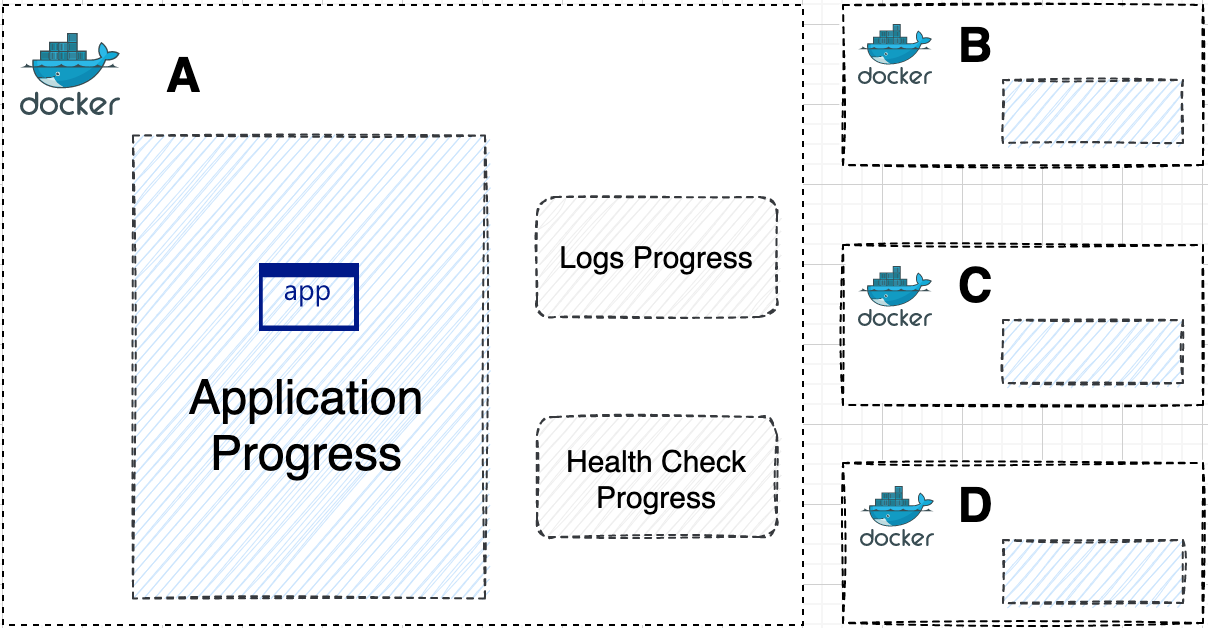 docker
A
app
Application
Progress
Logs Progress
Health Check
Progress
docker
B
docker
C
docker
D